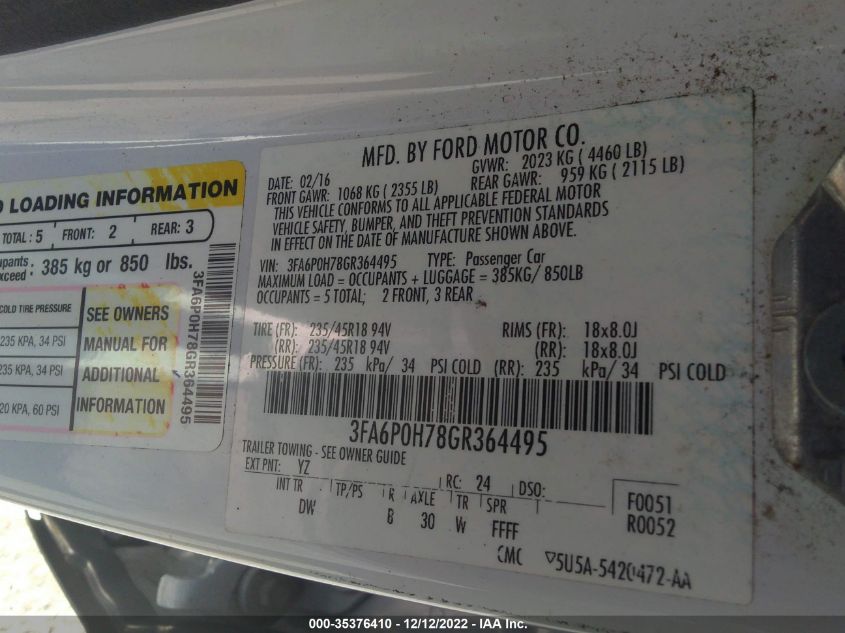 LOADING INFORMATION
TOTAL: 5 FRONT: 2 REAR: 3
385 kg or 850 lbs.
COLD TIRE PRESSURE
235 KPA, 34 PSI
235 KPA, 34 PSI
KPA, 60 PSI
SEE OWNERS
MANUAL FOR
ADDITIONAL
INFORMATION
3FA6P0H78GR364495
MFD. BY FORD MOTOR CO.
DATE: 02/16 GVWR: 2023 KG ( 4460 LB)
FRONT GAWR: 1068 KG ( 2355 LB) REAR GAWR: 959 KG ( 2115 LB)
THIS VEHICLE CONFORMS TO ALL APPLICABLE FEDERAL MOTOR
VEHICLE SAFETY, BUMPER, AND THEFT PREVENTION STANDARDS
IN EFFECT ON THE DATE OF MANUFACTURE SHOWN ABOVE.
VIN: 3FA6P0H78GR364495 TYPE: Passenger Car
MAXIMUM LOAD = OCCUPANTS + LUGGAGE = 385KG/ 850LB
OCCUPANTS = 5 TOTAL; 2 FRONT, 3 REAR
TIRE (FR): 235/45R18 94V RIMS (FR): 18x8.0J
(RR): 235/45R18 94V (RR): 18x8.0J
PRESSURE (FR): 235 kPa/ 34 PSI COLD (RR): 235 kPa/ 34 PSI COLD
3FA6P0H78GR364495
TRAILER TOWING - SEE OWNER GUIDE
EXT PNT: YZ RC: 24 DSO:
INT TR TP/PS R AXLE TR SPR F0051
DW B 30 W FFFF R0052
CMC ▽5U5A-5420472-AA
000-35376410 - 12/12/2022 - IAA Inc.